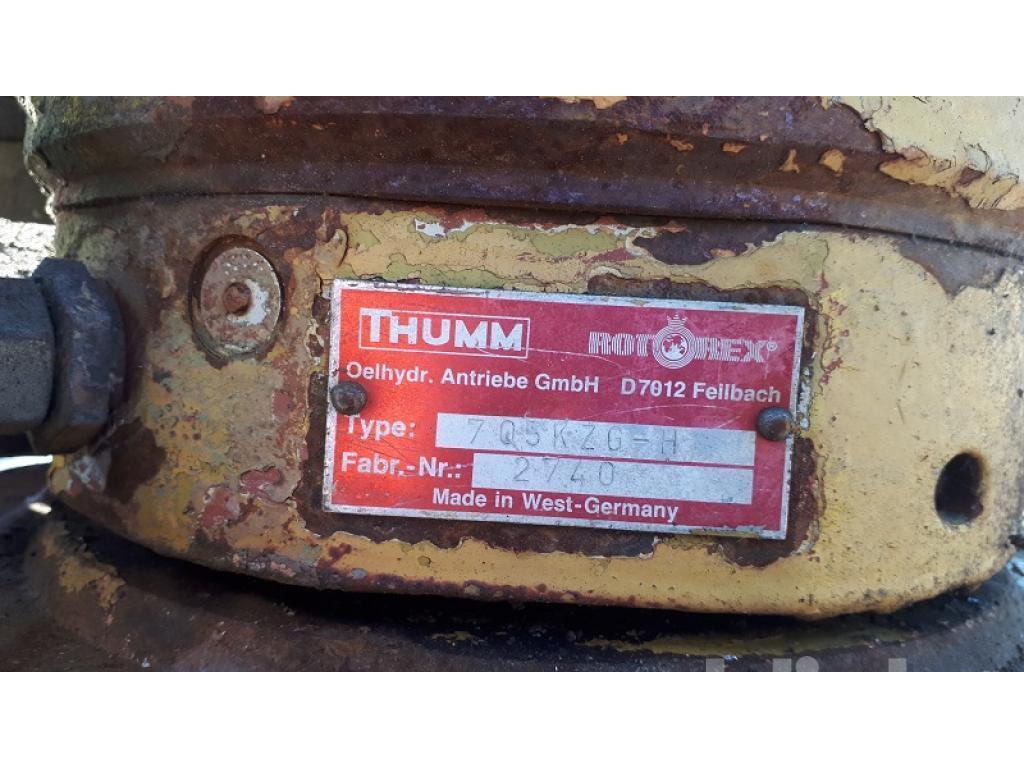 THUMM ROTOREX®
Oelhydr. Antriebe GmbH D7012 Fellbach
Type: 7Q5KZG-H
Fabr.-Nr.: 2740
Made in West-Germany